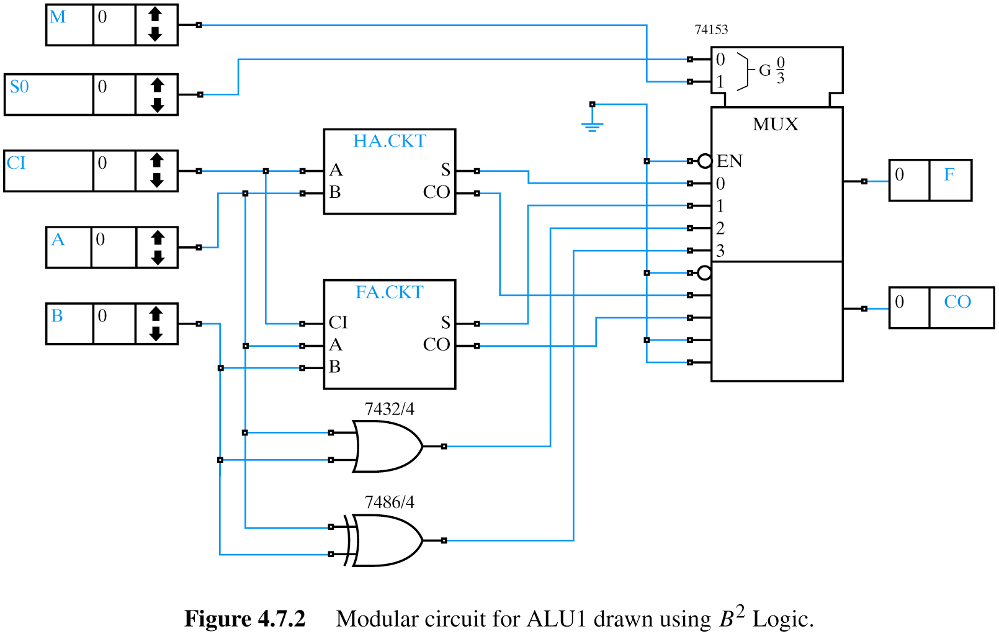 M 0
74153
S0 0
0
1
G 0/3
MUX
CI 0
HA.CKT
A S
B CO
EN
0
1
2
3
0 F
A 0
B 0
FA.CKT
CI S
A CO
B
0 CO
7432/4
7486/4
Figure 4.7.2 Modular circuit for ALU1 drawn using B² Logic.